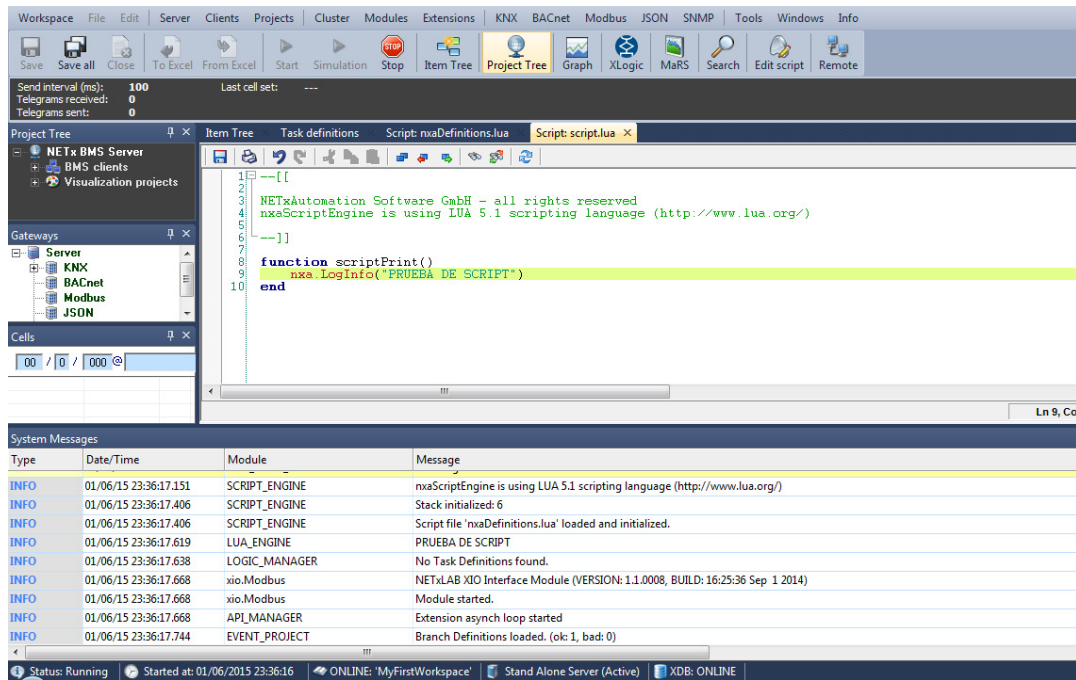 Workspace File Edit Server Clients Projects Cluster Modules Extensions KNX BACnet Modbus JSON SNMP Tools Windows Info
Save Save all Close To Excel From Excel Start Simulation Stop Item Tree Project Tree Graph XLogic MaRS Search Edit script Remote
STOP
Send interval (ms): 100 Last cell set: ---
Telegrams received: 0
Telegrams sent: 0
Project Tree
NETx BMS Server
BMS clients
Visualization projects
Gateways
Server
KNX
BACnet
Modbus
JSON
Cells
00 / 0 / 000 @
Item Tree Task definitions Script: nxaDefinitions.lua Script: script.lua
1 --[[
2
3 NETxAutomation Software GmbH - all rights reserved
4 nxaScriptEngine is using LUA 5.1 scripting language (http://www.lua.org/)
5
6 --]]
7
8 function scriptPrint()
9 nxa.LogInfo("PRUEBA DE SCRIPT")
10 end
Ln 9, Co
System Messages
Type Date/Time Module Message
INFO 01/06/15 23:36:17.151 SCRIPT_ENGINE nxaScriptEngine is using LUA 5.1 scripting language (http://www.lua.org/)
INFO 01/06/15 23:36:17.406 SCRIPT_ENGINE Stack initialized: 6
INFO 01/06/15 23:36:17.406 SCRIPT_ENGINE Script file 'nxaDefinitions.lua' loaded and initialized.
INFO 01/06/15 23:36:17.619 LUA_ENGINE PRUEBA DE SCRIPT
INFO 01/06/15 23:36:17.638 LOGIC_MANAGER No Task Definitions found.
INFO 01/06/15 23:36:17.668 xio.Modbus NETxLAB XIO Interface Module (VERSION: 1.1.0008, BUILD: 16:25:36 Sep 1 2014)
INFO 01/06/15 23:36:17.668 xio.Modbus Module started.
INFO 01/06/15 23:36:17.668 API_MANAGER Extension asynch loop started
INFO 01/06/15 23:36:17.744 EVENT_PROJECT Branch Definitions loaded. (ok: 1, bad: 0)
Status: Running Started at: 01/06/2015 23:36:16 ONLINE: 'MyFirstWorkspace' Stand Alone Server (Active) XDB: ONLINE